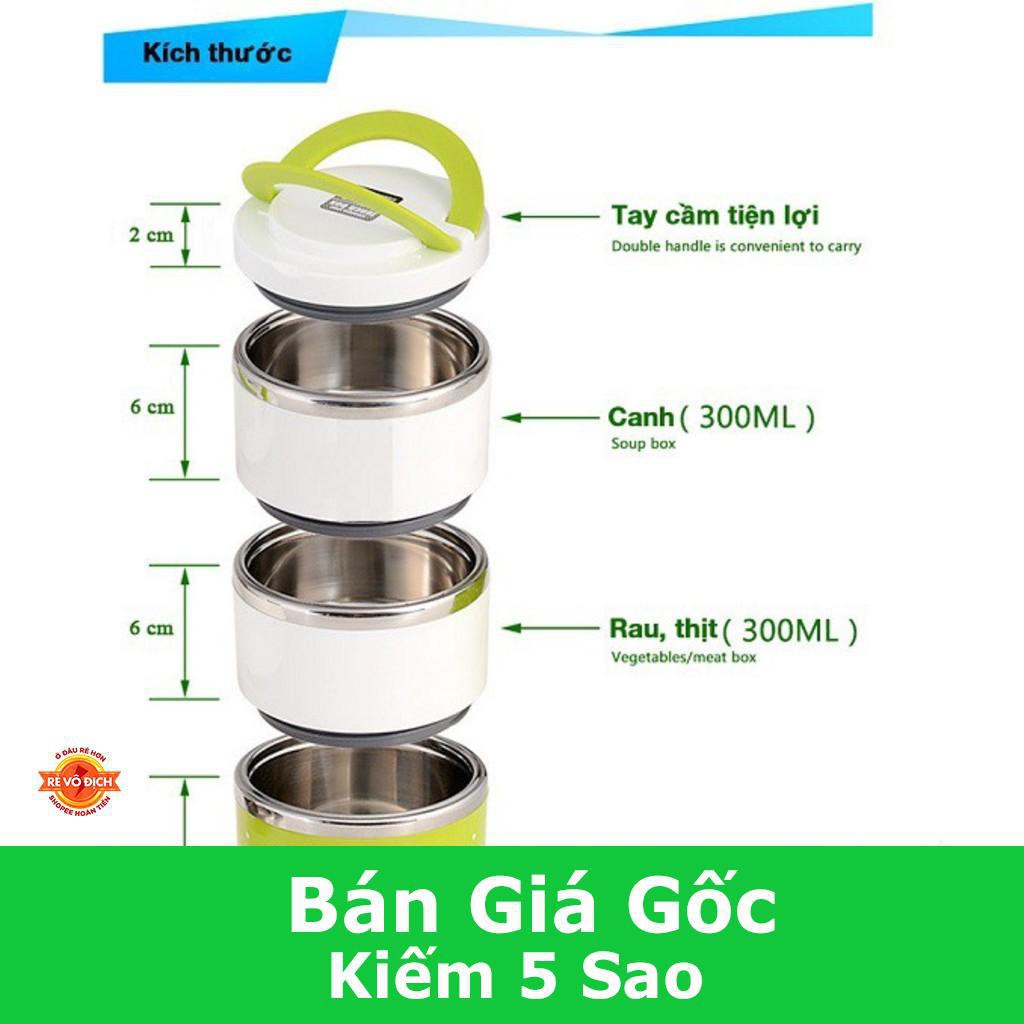 Kích thước
2 cm
Tay cầm tiện lợi
Double handle is convenient to carry
6 cm
Canh ( 300ML )
Soup box
6 cm
Rau, thịt ( 300ML )
Vegetables/meat box
Ở ĐÂU RẺ HƠN
RẺ VÔ ĐỊCH
SHOPEE HOÀN TIỀN
Bán Giá Gốc
Kiếm 5 Sao